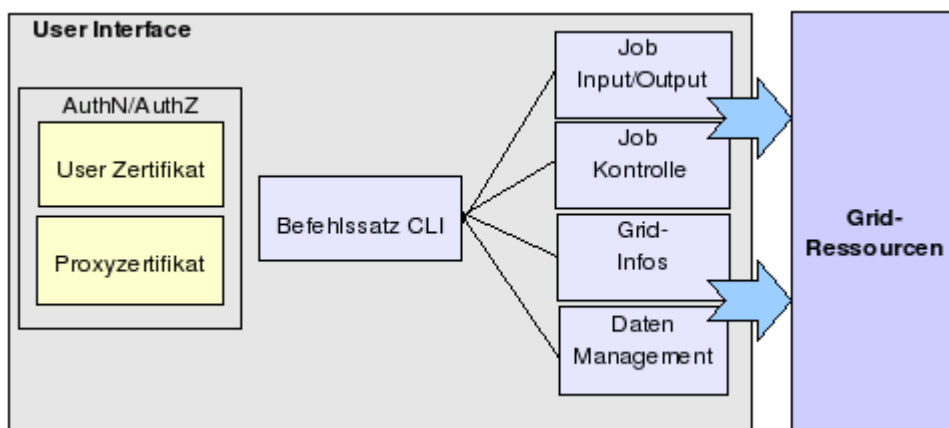 User Interface
AuthN/AuthZ
User Zertifikat
Proxyzertifikat
Befehlssatz CLI
Job
Input/Output
Job
Kontrolle
Grid-
Infos
Daten
Management
Grid-
Ressourcen